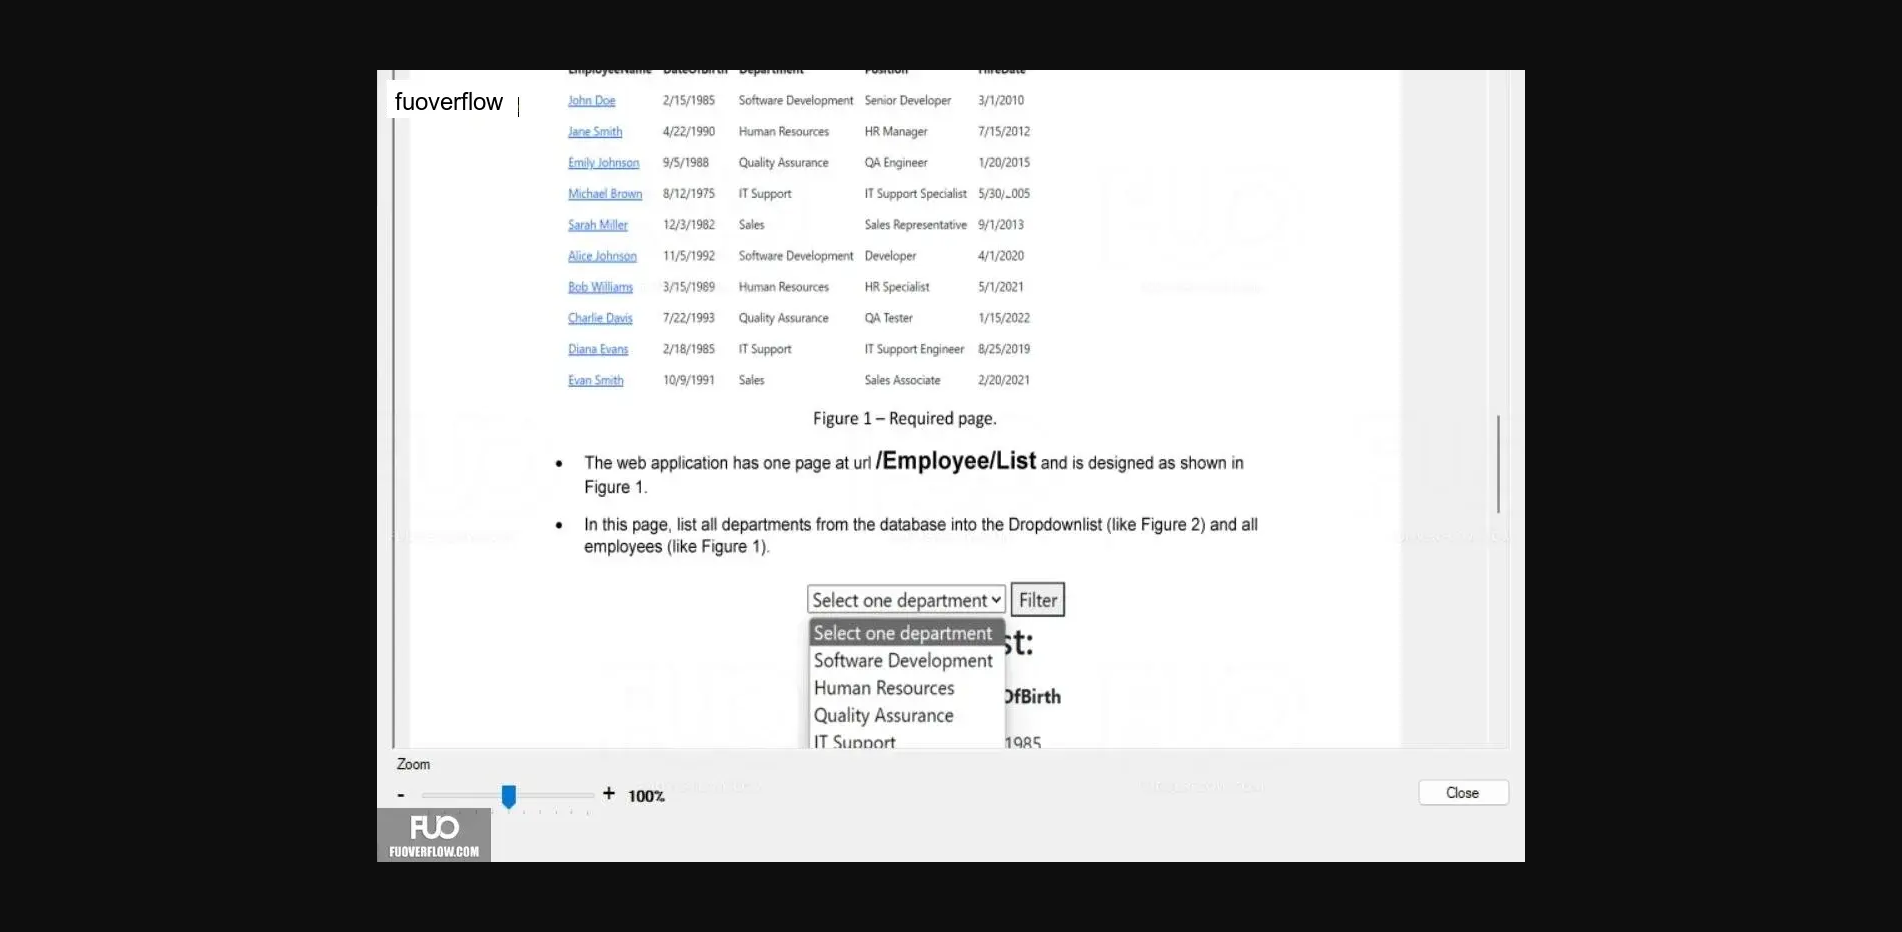 EmployeeName DateOfBirth Department Position HireDate
fuoverflow
John Doe 2/15/1985 Software Development Senior Developer 3/1/2010
Jane Smith 4/22/1990 Human Resources HR Manager 7/15/2012
Emily Johnson 9/5/1988 Quality Assurance QA Engineer 1/20/2015
Michael Brown 8/12/1975 IT Support IT Support Specialist
Sarah Miller 12/3/1982 Sales Sales Representative 9/1/2013
Alice Johnson 11/5/1992 Software Development Developer 4/1/2020
Bob Williams 3/15/1989 Human Resources HR Specialist 5/1/2021
Charlie Davis 7/22/1993 Quality Assurance QA Tester 1/15/2022
Diana Evans 2/18/1985 IT Support IT Support Engineer 8/25/2019
Evan Smith 10/9/1991 Sales Sales Associate 2/20/2021
Figure 1 – Required page.
• The web application has one page at url /Employee/List and is designed as shown in
Figure 1.
• In this page, list all departments from the database into the Dropdownlist (like Figure 2) and all
employees (like Figure 1).
Select one department Filter
Select one department st:
Software Development
Human Resources OfBirth
Quality Assurance
IT Support 1985
Zoom
- + 100%
Close
FUO
FUOVERFLOW.COM